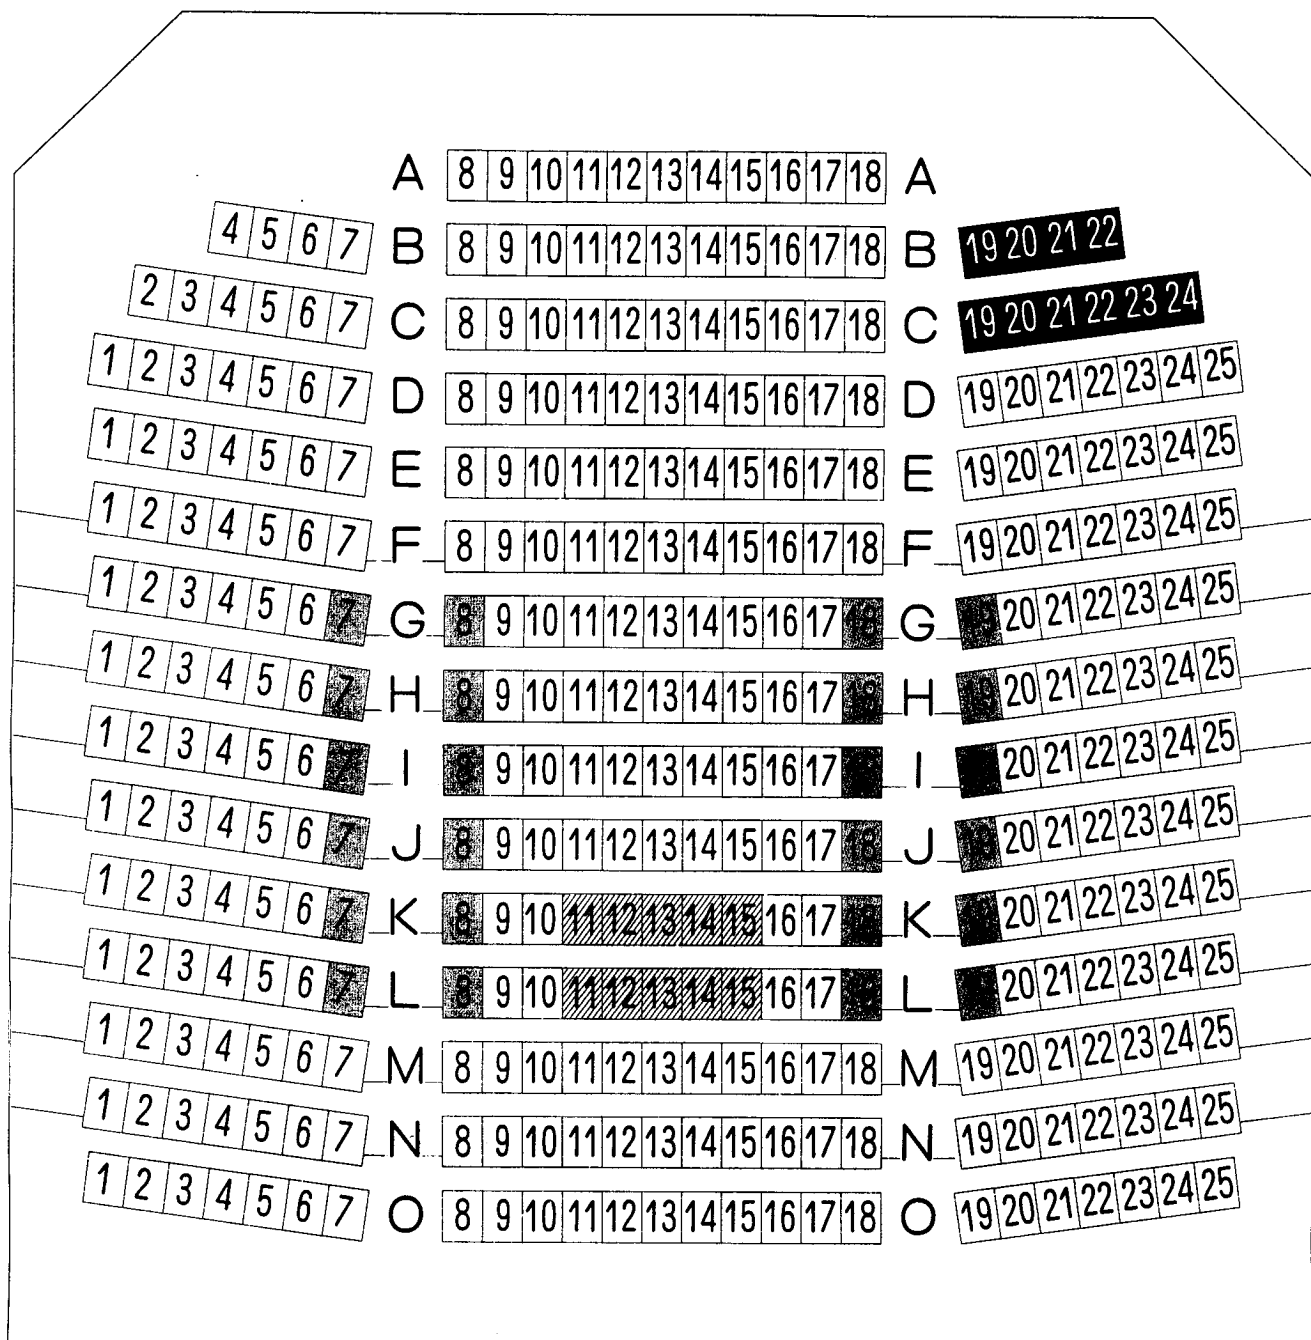 A 8 9 10 11 12 13 14 15 16 17 18 A
4 5 6 7 B 8 9 10 11 12 13 14 15 16 17 18 B 19 20 21 22
2 3 4 5 6 7 C 8 9 10 11 12 13 14 15 16 17 18 C 19 20 21 22 23 24
1 2 3 4 5 6 7 D 8 9 10 11 12 13 14 15 16 17 18 D 19 20 21 22 23 24 25
1 2 3 4 5 6 7 E 8 9 10 11 12 13 14 15 16 17 18 E 19 20 21 22 23 24 25
1 2 3 4 5 6 7 F 8 9 10 11 12 13 14 15 16 17 18 F 19 20 21 22 23 24 25
1 2 3 4 5 6 7 G 8 9 10 11 12 13 14 15 16 17 18 G 19 20 21 22 23 24 25
1 2 3 4 5 6 7 H 8 9 10 11 12 13 14 15 16 17 18 H 19 20 21 22 23 24 25
1 2 3 4 5 6 7 I 8 9 10 11 12 13 14 15 16 17 I 20 21 22 23 24 25
1 2 3 4 5 6 7 J 8 9 10 11 12 13 14 15 16 17 18 J 19 20 21 22 23 24 25
1 2 3 4 5 6 7 K 8 9 10 11 12 13 14 15 16 17 18 K 20 21 22 23 24 25
1 2 3 4 5 6 7 L 8 9 10 11 12 13 14 15 16 17 18 L 20 21 22 23 24 25
1 2 3 4 5 6 7 M 8 9 10 11 12 13 14 15 16 17 18 M 19 20 21 22 23 24 25
1 2 3 4 5 6 7 N 8 9 10 11 12 13 14 15 16 17 18 N 19 20 21 22 23 24 25
1 2 3 4 5 6 7 O 8 9 10 11 12 13 14 15 16 17 18 O 19 20 21 22 23 24 25